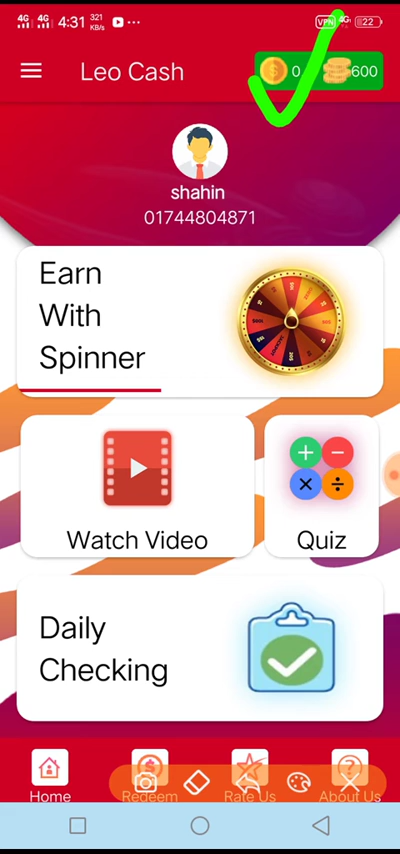 4G 4G 4:31 321 KB/s VPN 4G 22
Leo Cash
0 600
shahin
01744804871
Earn
With
Spinner
Watch Video
Quiz
Daily
Checking
Home Redeem Rate Us About Us